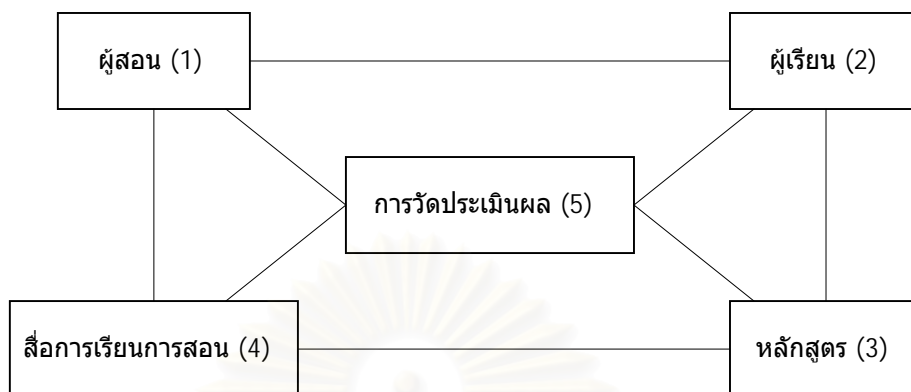 ผู้สอน (1)
ผู้เรียน (2)
การวัดประเมินผล (5)
สื่อการเรียนการสอน (4)
หลักสูตร (3)